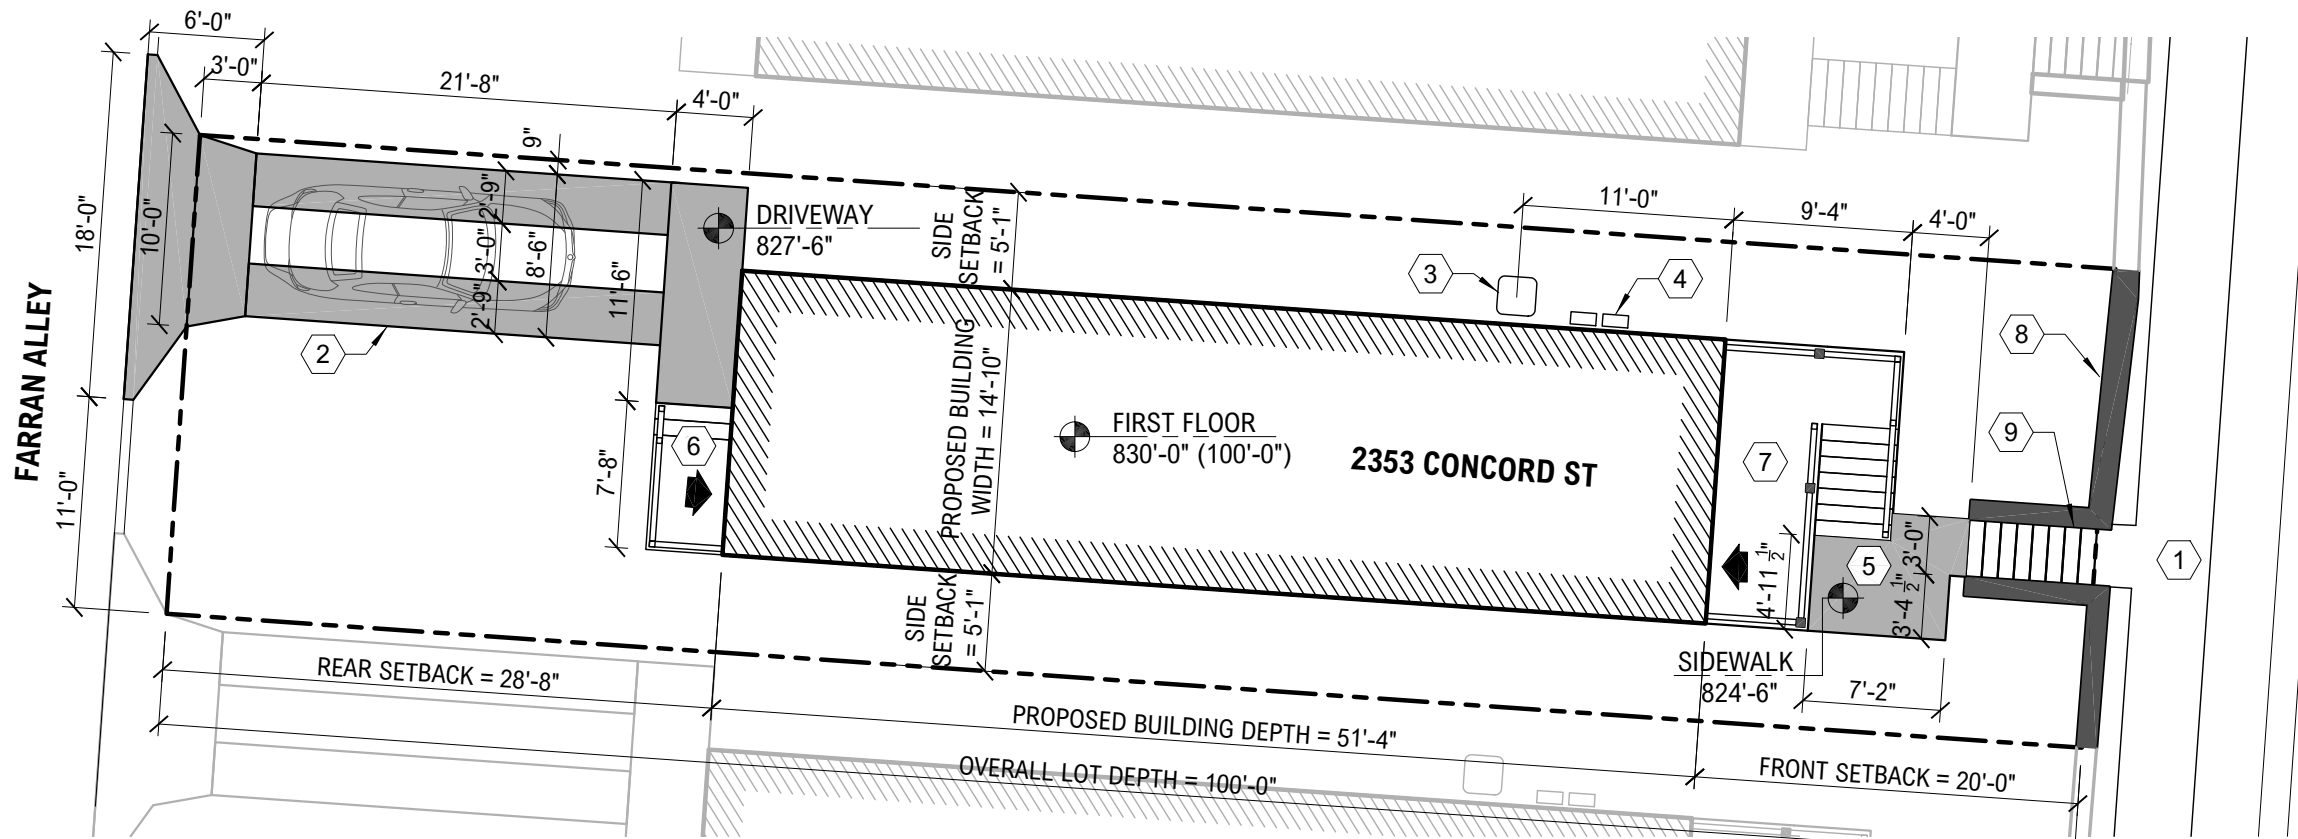 6'-0"
3'-0"
21'-8"
4'-0"
9"
2'-9"
3'-0"
2'-9"
8'-6"
11'-6"
18'-0"
10'-0"
FARRAN ALLEY
11'-0"
2
DRIVEWAY
827'-6"
SIDE
SETBACK
= 5'-1"
11'-0"
9'-4"
4'-0"
3
4
8
9
6
7'-8"
PROPOSED BUILDING
WIDTH = 14'-10"
FIRST FLOOR
830'-0" (100'-0")
2353 CONCORD ST
7
5
1
4'-11 1/2"
3'-0"
3'-4 1/2"
SIDE
SETBACK
= 5'-1"
SIDEWALK
824'-6"
7'-2"
REAR SETBACK = 28'-8"
PROPOSED BUILDING DEPTH = 51'-4"
FRONT SETBACK = 20'-0"
OVERALL LOT DEPTH = 100'-0"